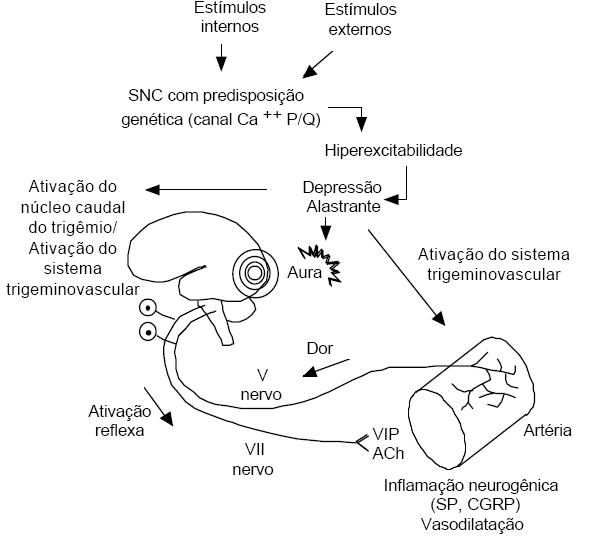 Estímulos
internos
Estímulos
externos
SNC com predisposição
genética (canal Ca ++ P/Q)
Hiperexcitabilidade
Depressão
Alastrante
Ativação do
núcleo caudal
do trigêmio/
Ativação do
sistema
trigeminovascular
Aura
Ativação do sistema
trigeminovascular
Dor
V
nervo
Ativação
reflexa
VII
nervo
VIP
ACh
Artéria
Inflamação neurogênica
(SP, CGRP)
Vasodilatação